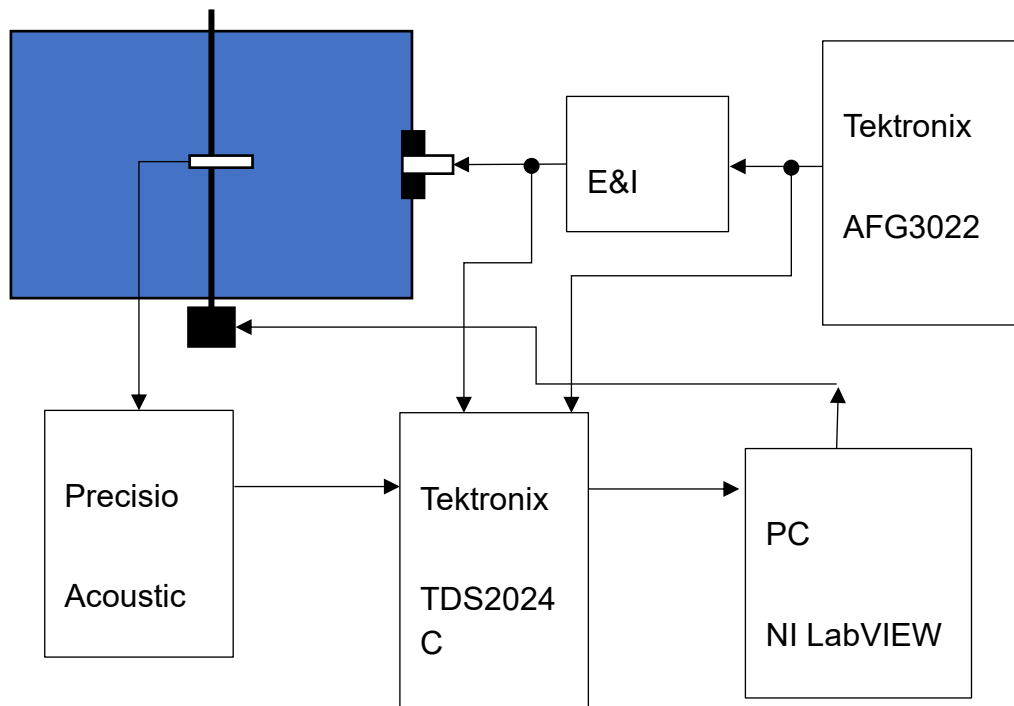 Tektronix
AFG3022
E&I
Precisio
Acoustic
Tektronix
TDS2024
C
PC
NI LabVIEW